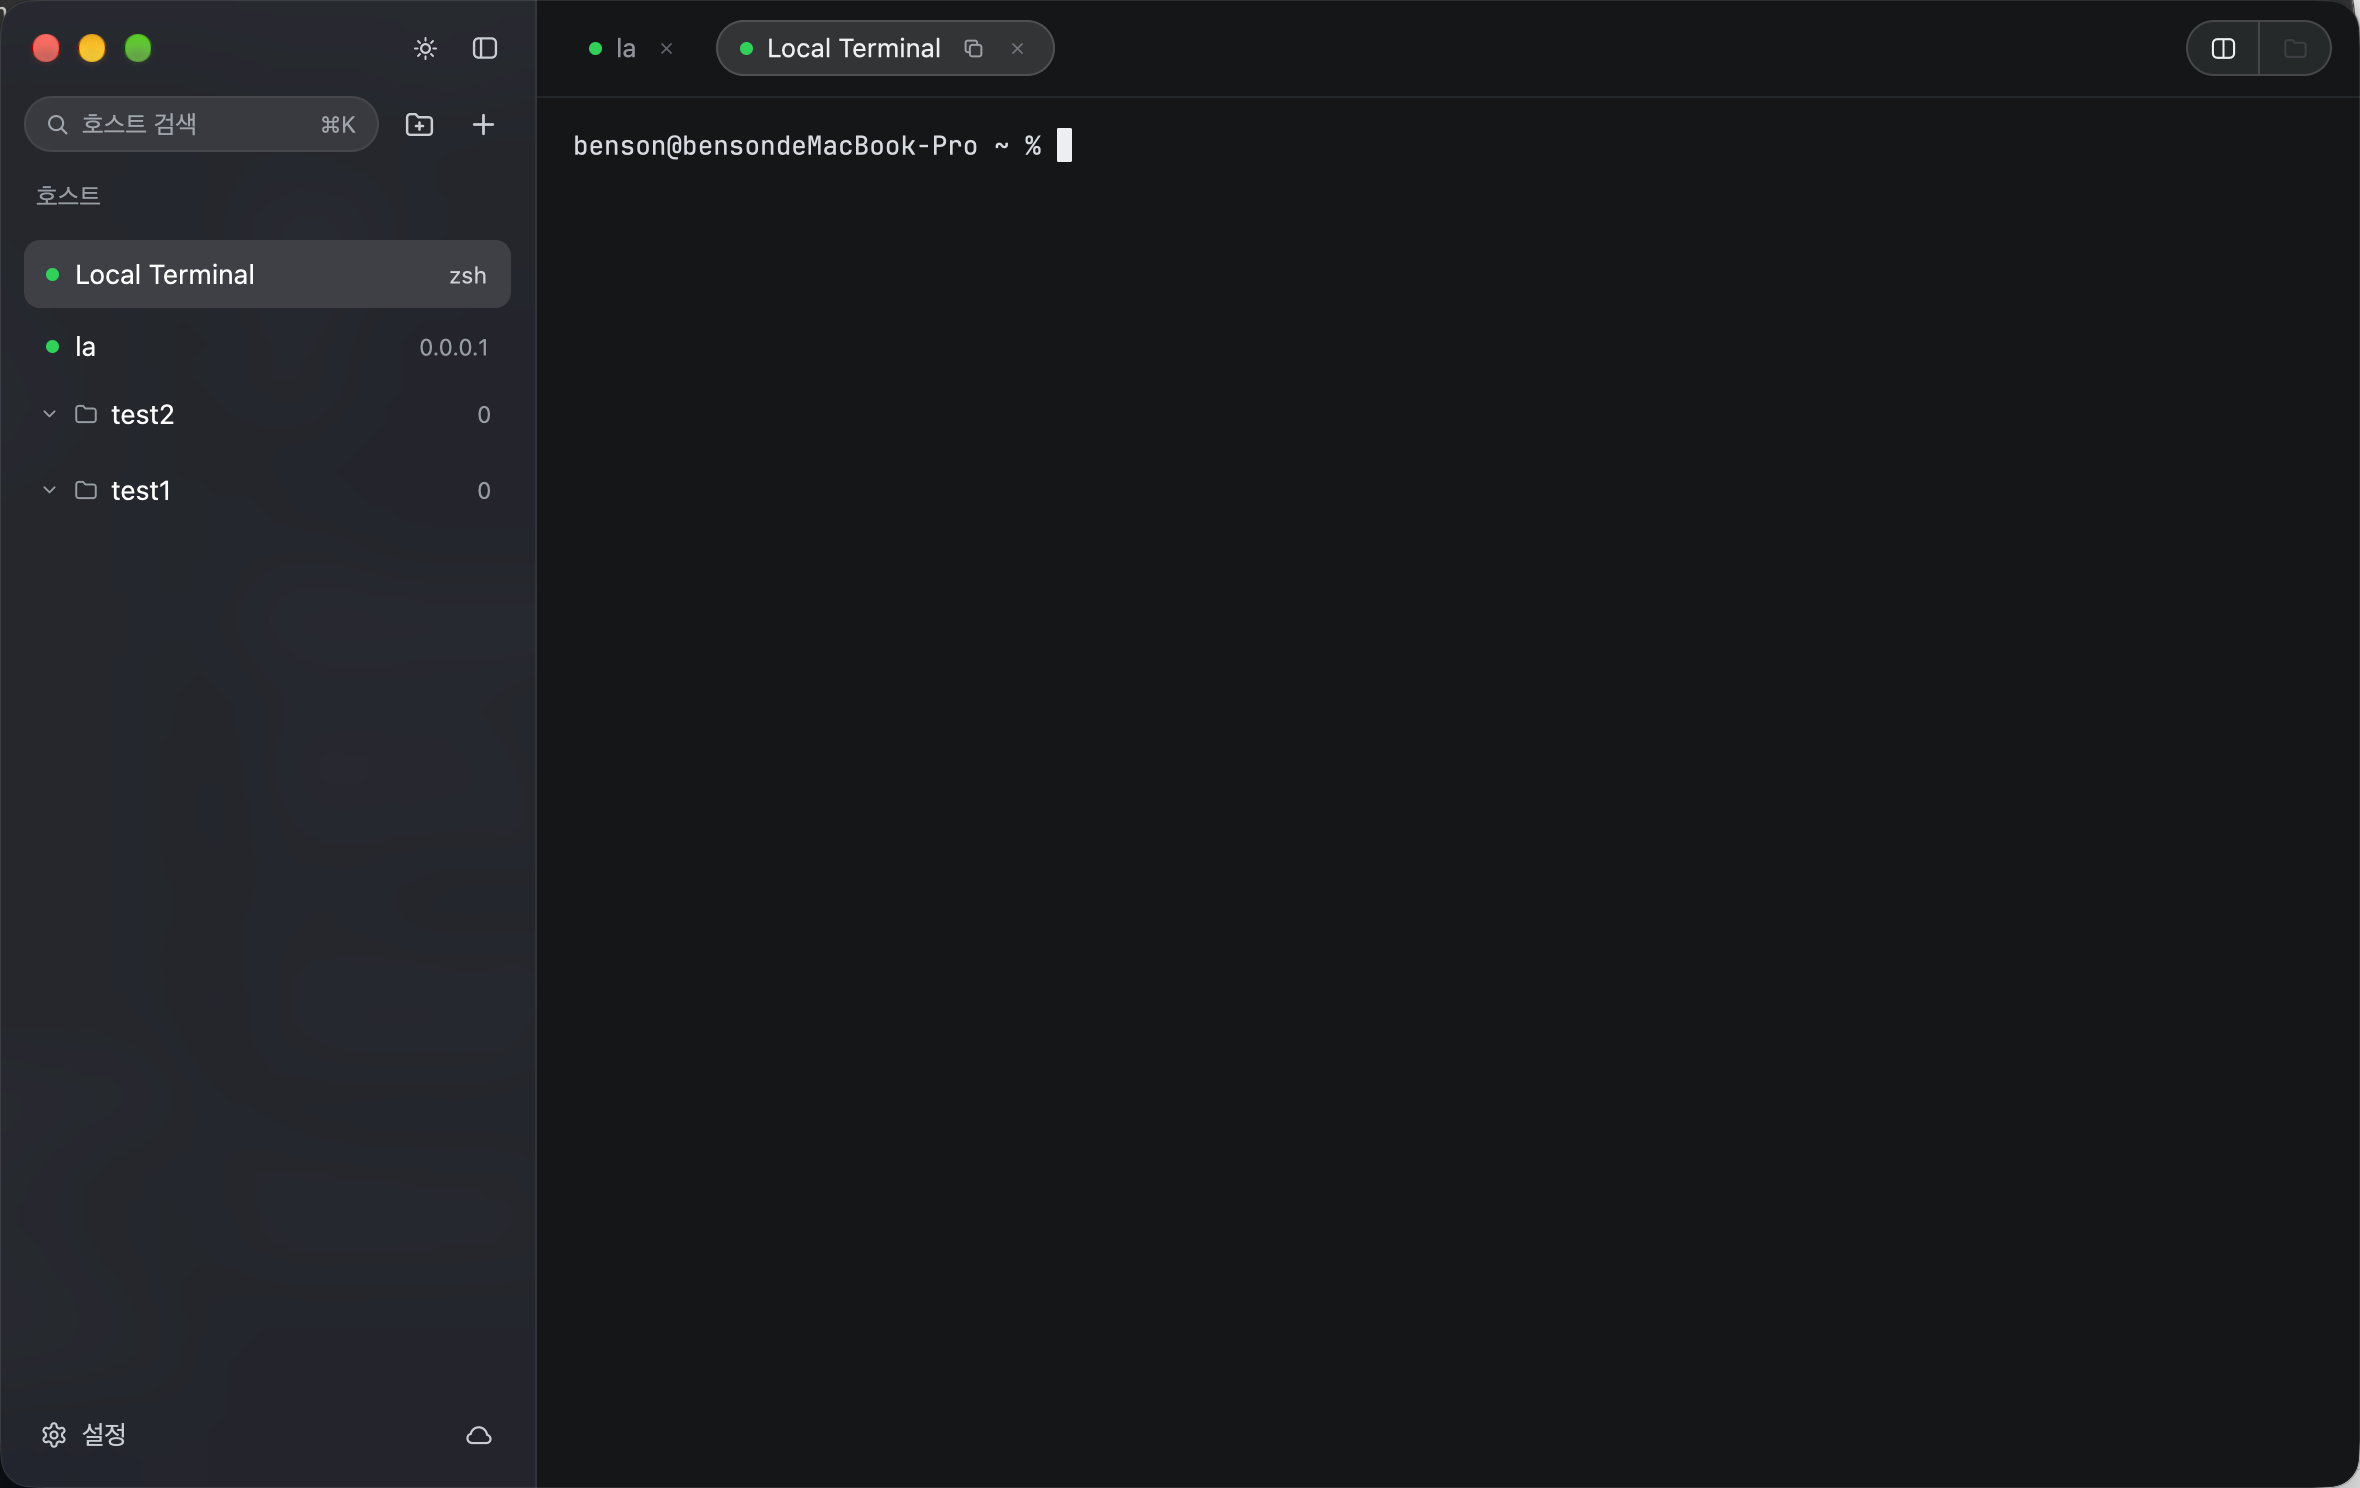 la
Local Terminal
호스트 검색 ⌘K
benson@bensondeMacBook-Pro ~ %
호스트
Local Terminal zsh
la 0.0.0.1
test2 0
test1 0
설정